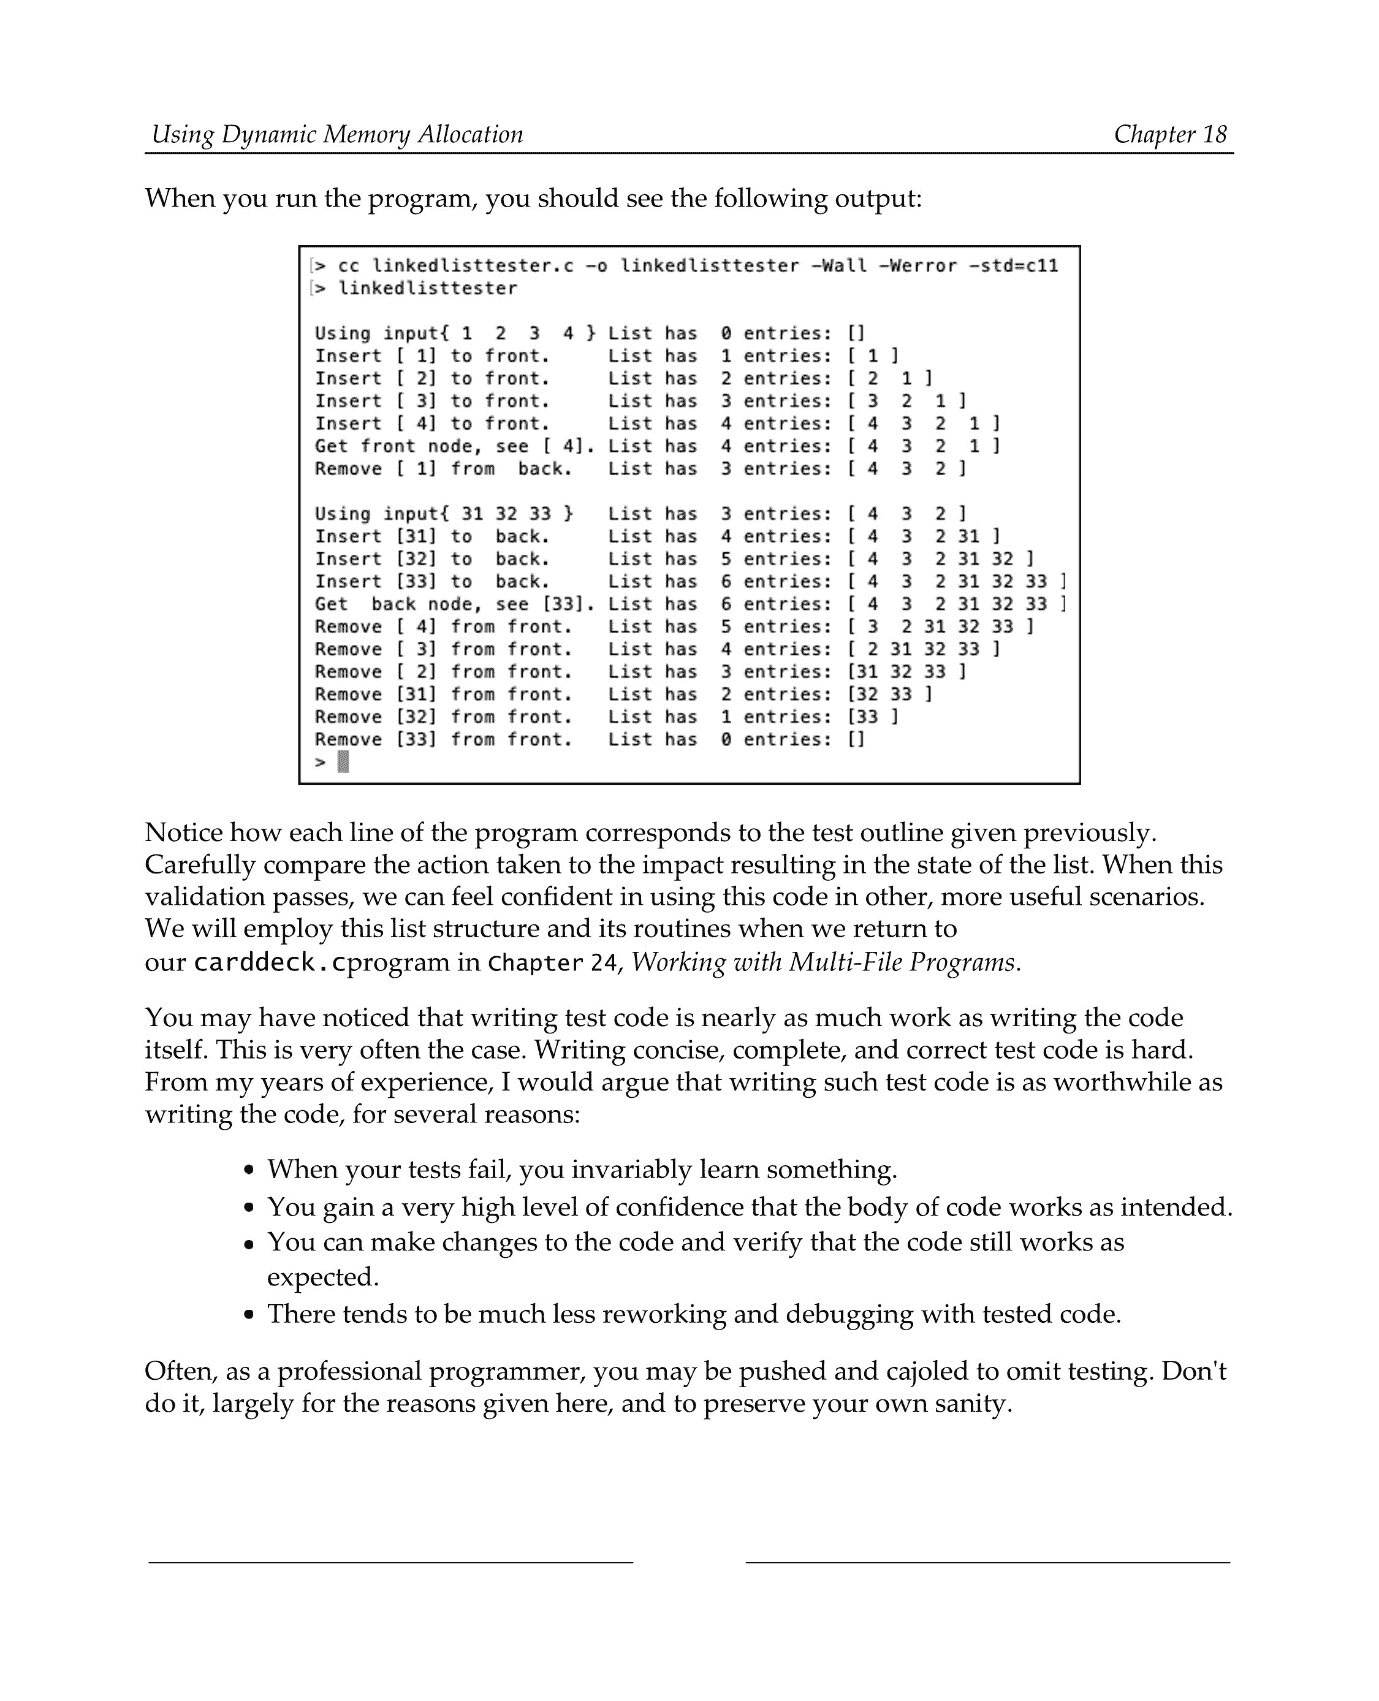 Using Dynamic Memory Allocation Chapter 18
When you run the program, you should see the following output:
[> cc linkedlisttester.c -o linkedlisttester -Wall -Werror -std=c11
[> linkedlisttester
Using input{ 1  2  3  4 } List has  0 entries: []
Insert [ 1] to front.     List has  1 entries: [ 1 ]
Insert [ 2] to front.     List has  2 entries: [ 2  1 ]
Insert [ 3] to front.     List has  3 entries: [ 3  2  1 ]
Insert [ 4] to front.     List has  4 entries: [ 4  3  2  1 ]
Get front node, see [ 4]. List has  4 entries: [ 4  3  2  1 ]
Remove [ 1] from  back.   List has  3 entries: [ 4  3  2 ]
Using input{ 31 32 33 }   List has  3 entries: [ 4  3  2 ]
Insert [31] to  back.     List has  4 entries: [ 4  3  2 31 ]
Insert [32] to  back.     List has  5 entries: [ 4  3  2 31 32 ]
Insert [33] to  back.     List has  6 entries: [ 4  3  2 31 32 33 ]
Get  back node, see [33]. List has  6 entries: [ 4  3  2 31 32 33 ]
Remove [ 4] from front.   List has  5 entries: [ 3  2 31 32 33 ]
Remove [ 3] from front.   List has  4 entries: [ 2 31 32 33 ]
Remove [ 2] from front.   List has  3 entries: [31 32 33 ]
Remove [31] from front.   List has  2 entries: [32 33 ]
Remove [32] from front.   List has  1 entries: [33 ]
Remove [33] from front.   List has  0 entries: []
>
Notice how each line of the program corresponds to the test outline given previously.
Carefully compare the action taken to the impact resulting in the state of the list. When this
validation passes, we can feel confident in using this code in other, more useful scenarios.
We will employ this list structure and its routines when we return to
our carddeck.cprogram in Chapter 24, Working with Multi-File Programs.
You may have noticed that writing test code is nearly as much work as writing the code
itself. This is very often the case. Writing concise, complete, and correct test code is hard.
From my years of experience, I would argue that writing such test code is as worthwhile as
writing the code, for several reasons:
• When your tests fail, you invariably learn something.
• You gain a very high level of confidence that the body of code works as intended.
• You can make changes to the code and verify that the code still works as
expected.
• There tends to be much less reworking and debugging with tested code.
Often, as a professional programmer, you may be pushed and cajoled to omit testing. Don't
do it, largely for the reasons given here, and to preserve your own sanity.